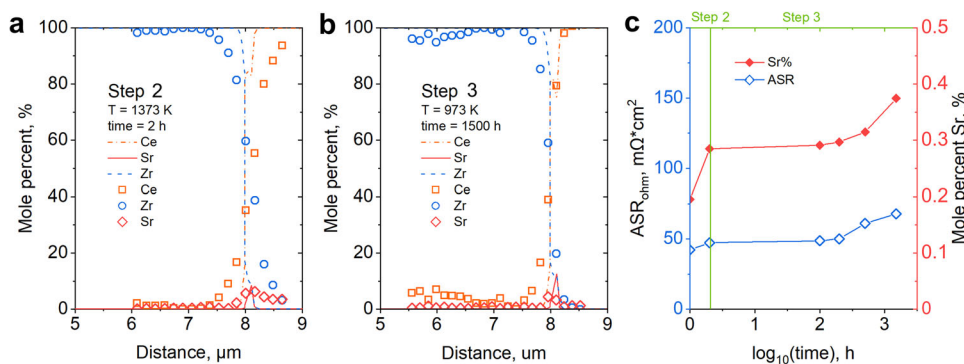 a
100
80
60
40
20
0
Mole percent, %
Step 2
T = 1373 K
time = 2 h
Ce
Sr
Zr
Ce
Zr
Sr
5 6 7 8 9
Distance, µm
b
100
80
60
40
20
0
Mole percent, %
Step 3
T = 973 K
time = 1500 h
Ce
Sr
Zr
Ce
Zr
Sr
5 6 7 8 9
Distance, um
c
Step 2 Step 3
200
150
100
50
0
ASRohm, mΩ*cm²
Sr%
ASR
0.5
0.4
0.3
0.2
0.1
0.0
Mole percent Sr, %
0 1 2 3
log10(time), h